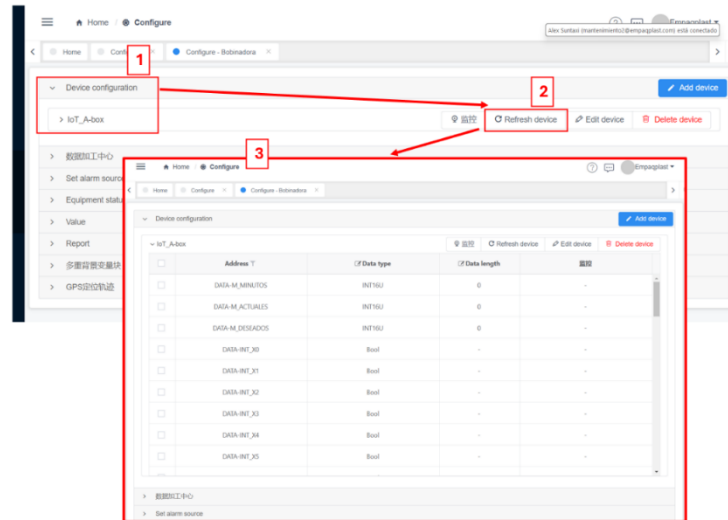 Home / Configure
Empaqplast
Alex Suntasi (mantenimiento2@empaqplast.com) está conectado
Home
Configure - Bobinadora
1
Device configuration
Add device
2
IoT_A-box
监控
Refresh device
Edit device
Delete device
3
数据加工中心
Set alarm source
Equipment statu
Value
Report
多重背景变量块
GPS定位轨迹
Home / Configure
Empaqplast
Home
Configure
Configure - Bobinadora
Device configuration
Add device
IoT_A-box
监控
Refresh device
Edit device
Delete device
Address Data type Data length 监控
DATA-M_MINUTOS INT16U 0 -
DATA-M_ACTUALES INT16U 0 -
DATA-M_DESEADOS INT16U 0 -
DATA-INT_X0 Bool - -
DATA-INT_X1 Bool - -
DATA-INT_X2 Bool - -
DATA-INT_X3 Bool - -
DATA-INT_X4 Bool - -
DATA-INT_X5 Bool - -
数据加工中心
Set alarm source